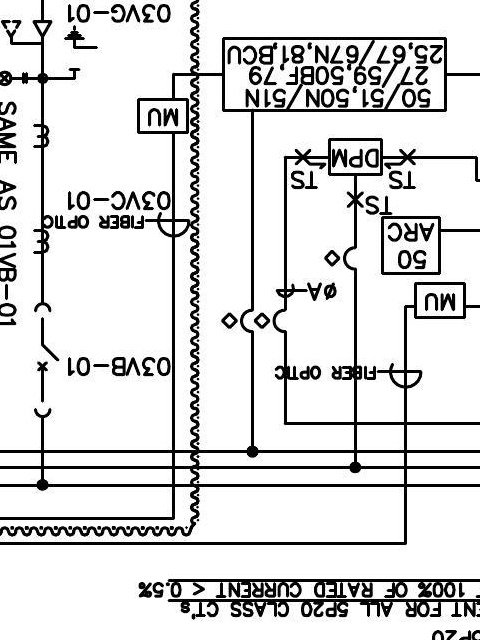 5P20
ENT FOR ALL 5P20 CLASS CT's
100% OF RATED CURRENT < 0.5%
FIBER OPTIC
03VB-01
MU
ØA
50
ARC
FIBER OPTIC
03VC-01
TS
TS
TS
DPM
MU
50/51,50N/51N
27/59,50BF,79
25,67/67N,81,BCU
03VG-01
SAME AS 01VB-01